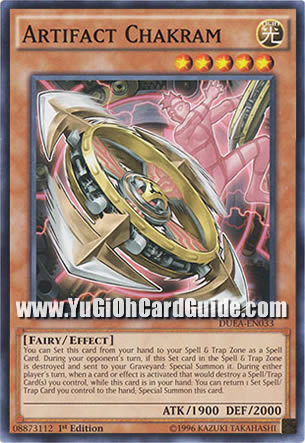 ARTIFACT CHAKRAM
光
www.YuGiOhCardGuide.com
DUEA-EN033
[FAIRY/EFFECT]
You can Set this card from your hand to your Spell & Trap Zone as a Spell
Card. During your opponent's turn, if this Set card in the Spell & Trap Zone
is destroyed and sent to your Graveyard: Special Summon it. During either
player's turn, when a card or effect is activated that would destroy a Spell/Trap
Card(s) you control, while this card is in your hand: You can return 1 Set Spell/
Trap Card you control to the hand; Special Summon this card.
ATK/1900 DEF/2000
08873112 1st Edition ©1996 KAZUKI TAKAHASHI